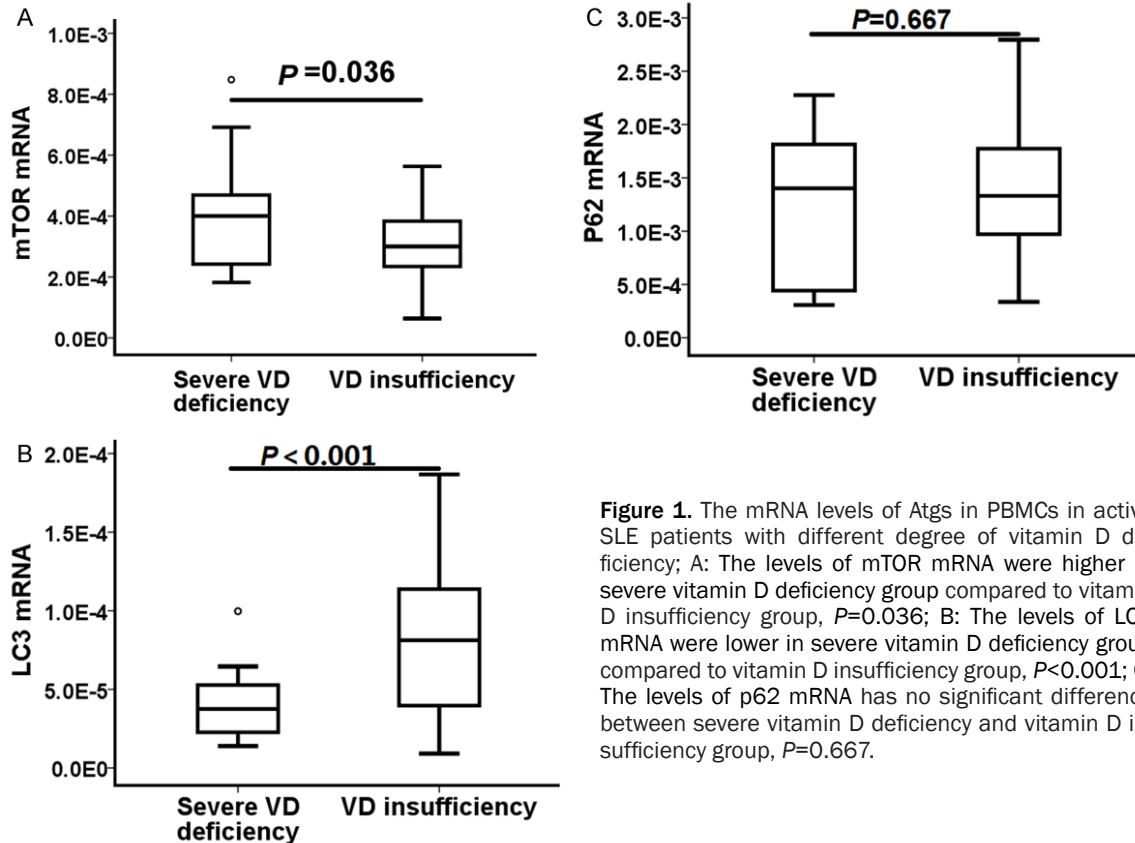 A
1.0E-3
8.0E-4
6.0E-4
4.0E-4
2.0E-4
0.0E0
mTOR mRNA
P=0.036
Severe VD
deficiency
VD insufficiency
C
3.0E-3
2.5E-3
2.0E-3
1.5E-3
1.0E-3
5.0E-4
0.0E0
P62 mRNA
P=0.667
Severe VD
deficiency
VD insufficiency
B
2.0E-4
1.5E-4
1.0E-4
5.0E-5
0.0E0
LC3 mRNA
P<0.001
Severe VD
deficiency
VD insufficiency
Figure 1. The mRNA levels of Atgs in PBMCs in activ
SLE patients with different degree of vitamin D d
ficiency; A: The levels of mTOR mRNA were higher
severe vitamin D deficiency group compared to vitam
D insufficiency group, P=0.036; B: The levels of LC
mRNA were lower in severe vitamin D deficiency grou
compared to vitamin D insufficiency group, P<0.001;
The levels of p62 mRNA has no significant differenc
between severe vitamin D deficiency and vitamin D i
sufficiency group, P=0.667.